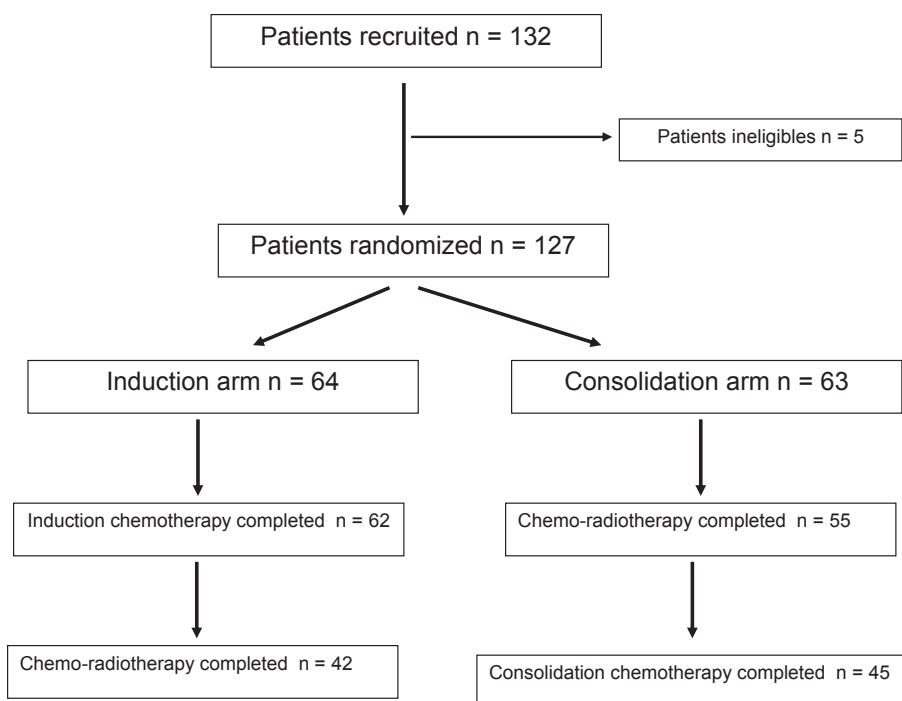 Patients recruited n = 132
Patients ineligibles n = 5
Patients randomized n = 127
Induction arm n = 64
Consolidation arm n = 63
Induction chemotherapy completed n = 62
Chemo-radiotherapy completed n = 55
Chemo-radiotherapy completed n = 42
Consolidation chemotherapy completed n = 45